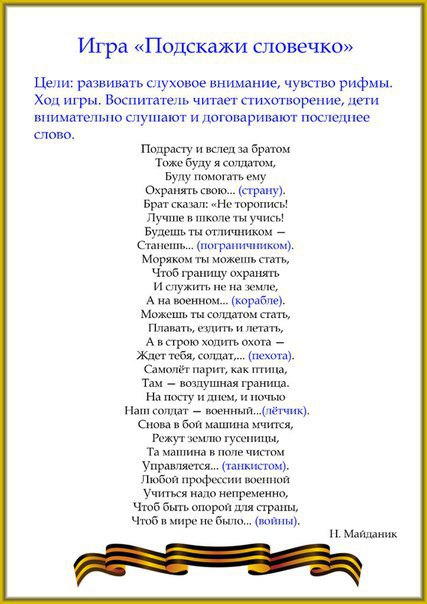 Игра «Подскажи словечко»
Цели: развивать слуховое внимание, чувство рифмы.
Ход игры. Воспитатель читает стихотворение, дети
внимательно слушают и договаривают последнее
слово.
Подрасту и вслед за братом
Тоже буду я солдатом,
Буду помогать ему
Охранять свою... (страну).
Брат сказал: «Не торопись!
Лучше в школе ты учись!
Будешь ты отличником —
Станешь... (пограничником).
Моряком ты можешь стать,
Чтоб границу охранять
И служить не на земле,
А на военном... (корабле).
Можешь ты солдатом стать,
Плавать, ездить и летать,
А в строю ходить охота —
Ждет тебя, солдат,... (пехота).
Самолёт парит, как птица,
Там — воздушная граница.
На посту и днем, и ночью
Наш солдат — военный...(лётчик).
Снова в бой машина мчится,
Режут землю гусеницы,
Та машина в поле чистом
Управляется... (танкистом).
Любой профессии военной
Учиться надо непременно,
Чтоб быть опорой для страны,
Чтоб в мире не было... (войны).
Н. Майданик